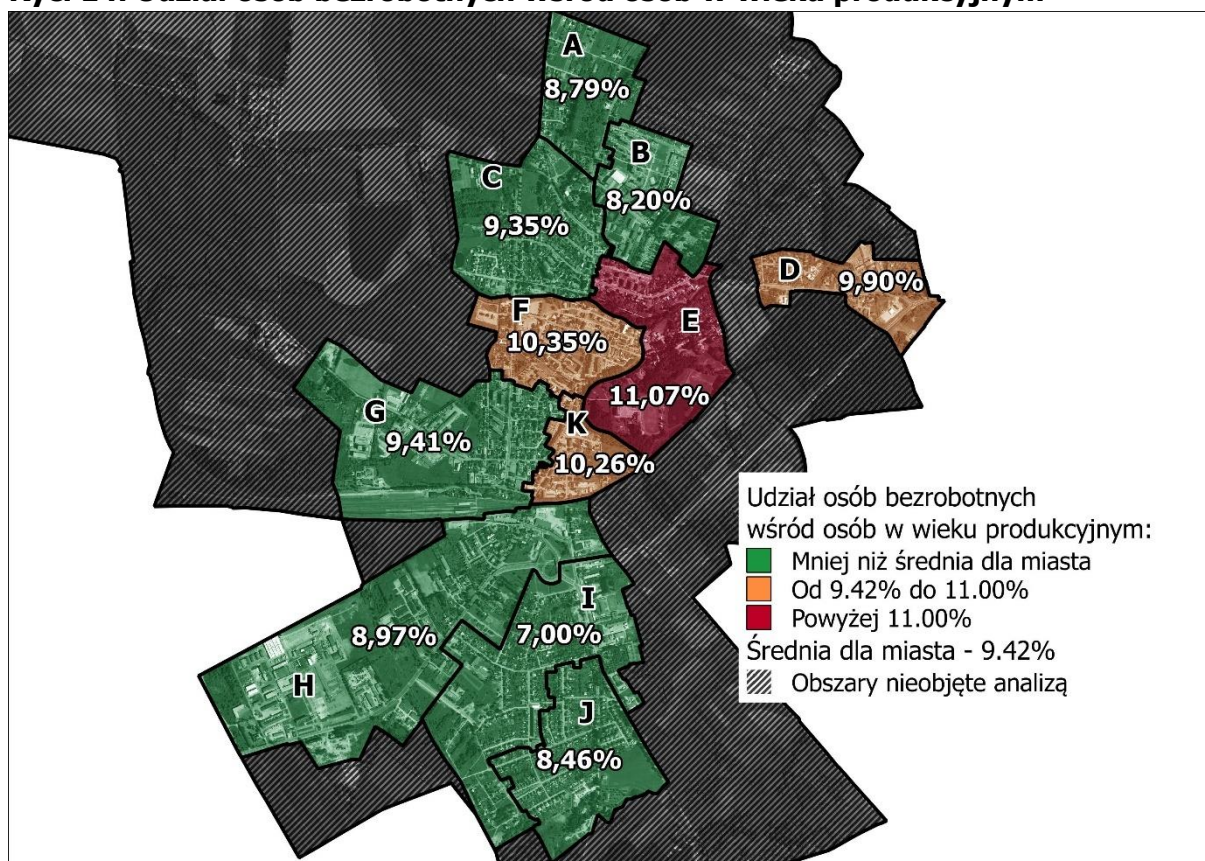 A
8,79%
B
8,20%
C
9,35%
D
9,90%
E
11,07%
F
10,35%
G
9,41%
K
10,26%
H
8,97%
I
7,00%
J
8,46%
Udział osób bezrobotnych
wśród osób w wieku produkcyjnym:
Mniej niż średnia dla miasta
Od 9.42% do 11.00%
Powyżej 11.00%
Średnia dla miasta - 9.42%
Obszary nieobjęte analizą